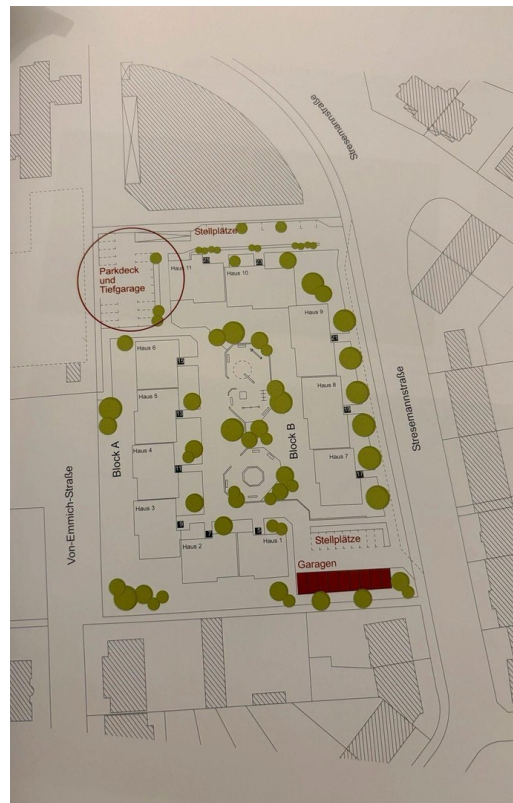 Stresemannstraße
Stellplätze
Parkdeck
und
Tiefgarage
Haus 11
Haus 10
Haus 9
Haus 6
Haus 5
Haus 8
Stresemannstraße
Block A
Block B
Haus 4
Haus 7
Von-Emmich-Straße
Haus 3
Haus 2
Haus 1
Stellplätze
Garagen